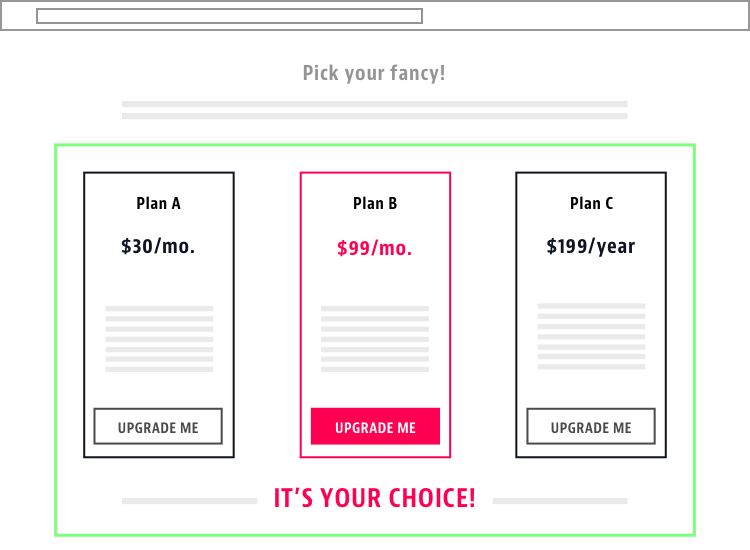 Pick your fancy!
Plan A
$30/mo.
UPGRADE ME
Plan B
$99/mo.
UPGRADE ME
Plan C
$199/year
UPGRADE ME
IT’S YOUR CHOICE!